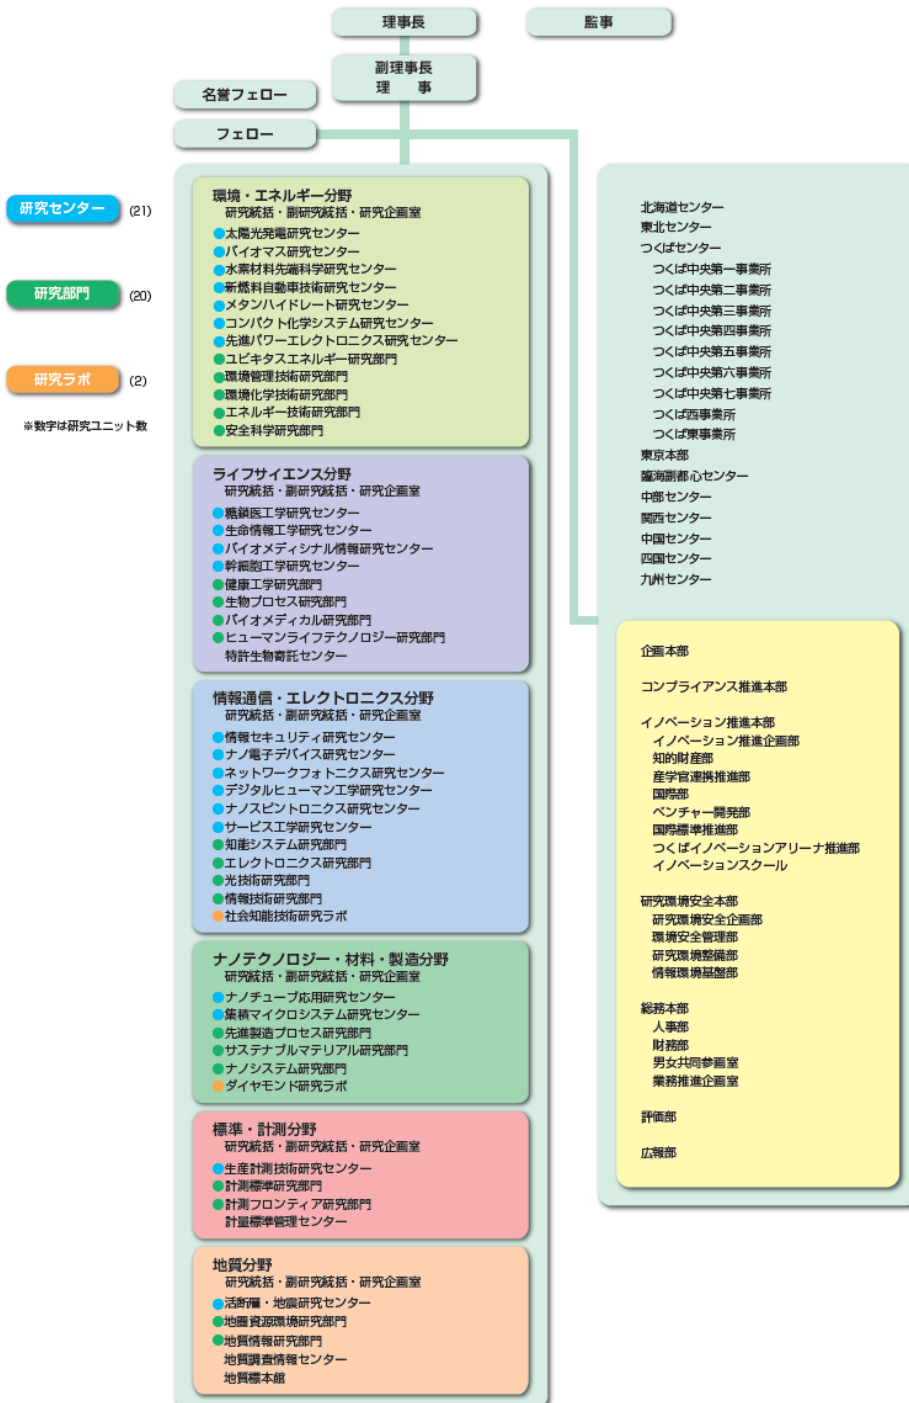 理事長
監事
副理事長
理　事
名誉フェロー
フェロー
研究センター (21)
研究部門 (20)
研究ラボ (2)
※数字は研究ユニット数
環境・エネルギー分野
研究統括・副研究統括・研究企画室
●太陽光発電研究センター
●バイオマス研究センター
●水素材料先端科学研究センター
●新燃料自動車技術研究センター
●メタンハイドレート研究センター
●コンパクト化学システム研究センター
●先進パワーエレクトロニクス研究センター
●ユビキタスエネルギー研究部門
●環境管理技術研究部門
●環境化学技術研究部門
●エネルギー技術研究部門
●安全科学研究部門
ライフサイエンス分野
研究統括・副研究統括・研究企画室
●糖鎖医工学研究センター
●生命情報工学研究センター
●バイオメディシナル情報研究センター
●幹細胞工学研究センター
●健康工学研究部門
●生物プロセス研究部門
●バイオメディカル研究部門
●ヒューマンライフテクノロジー研究部門
特許生物寄託センター
情報通信・エレクトロニクス分野
研究統括・副研究統括・研究企画室
●情報セキュリティ研究センター
●ナノ電子デバイス研究センター
●ネットワークフォトニクス研究センター
●デジタルヒューマン工学研究センター
●ナノスピントロニクス研究センター
●サービス工学研究センター
●知能システム研究部門
●エレクトロニクス研究部門
●光技術研究部門
●情報技術研究部門
●社会知能技術研究ラボ
ナノテクノロジー・材料・製造分野
研究統括・副研究統括・研究企画室
●ナノチューブ応用研究センター
●集積マイクロシステム研究センター
●先進製造プロセス研究部門
●サステナブルマテリアル研究部門
●ナノシステム研究部門
●ダイヤモンド研究ラボ
標準・計測分野
研究統括・副研究統括・研究企画室
●生産計測技術研究センター
●計測標準研究部門
●計測フロンティア研究部門
計量標準管理センター
地質分野
研究統括・副研究統括・研究企画室
●活断層・地震研究センター
●地圏資源環境研究部門
●地質情報研究部門
地質調査情報センター
地質標本館
北海道センター
東北センター
つくばセンター
つくば中央第一事業所
つくば中央第二事業所
つくば中央第三事業所
つくば中央第四事業所
つくば中央第五事業所
つくば中央第六事業所
つくば中央第七事業所
つくば西事業所
つくば東事業所
東京本部
臨海副都心センター
中部センター
関西センター
中国センター
四国センター
九州センター
企画本部
コンプライアンス推進本部
イノベーション推進本部
イノベーション推進企画部
知的財産部
産学官連携推進部
国際部
ベンチャー開発部
国際標準推進部
つくばイノベーションアリーナ推進部
イノベーションスクール
研究環境安全本部
研究環境安全企画部
環境安全管理部
研究環境整備部
情報環境基盤部
総務本部
人事部
財務部
男女共同参画室
業務推進企画室
評価部
広報部